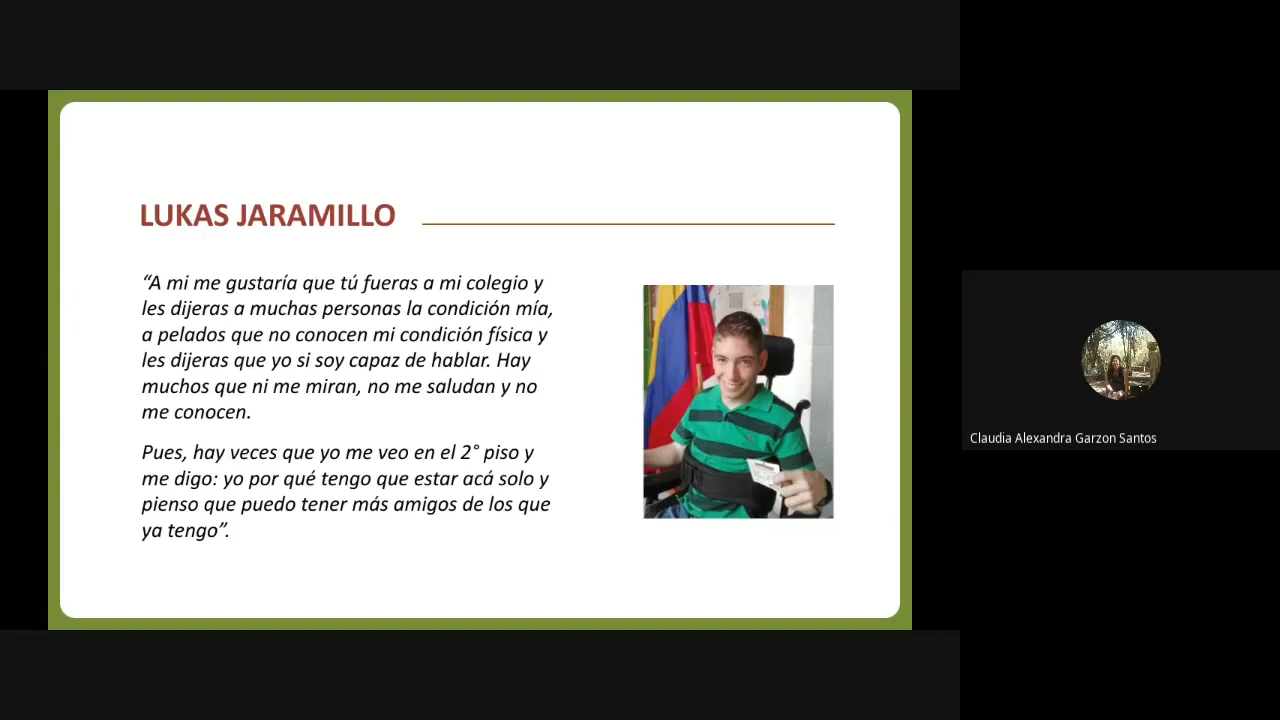 LUKAS JARAMILLO
“A mi me gustaría que tú fueras a mi colegio y
les dijeras a muchas personas la condición mía,
a pelados que no conocen mi condición física y
les dijeras que yo si soy capaz de hablar. Hay
muchos que ni me miran, no me saludan y no
me conocen.
Pues, hay veces que yo me veo en el 2° piso y
me digo: yo por qué tengo que estar acá solo y
pienso que puedo tener más amigos de los que
ya tengo”.
Claudia Alexandra Garzon Santos